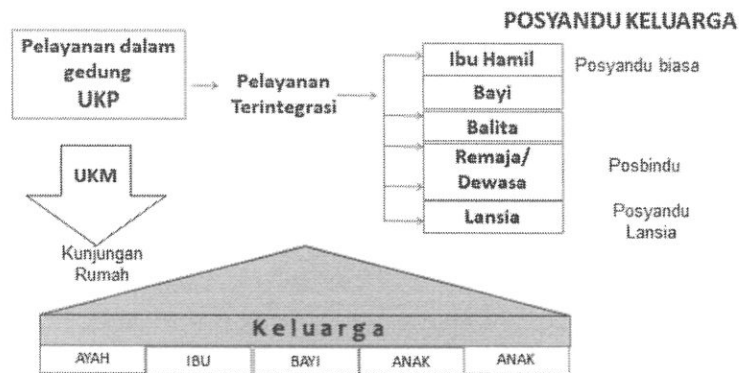 POSYANDU KELUARGA
Pelayanan dalam
gedung
UKP
Pelayanan
Terintegrasi
Ibu Hamil
Posyandu biasa
Bayi
Balita
Remaja/
Dewasa
Posbindu
Lansia
Posyandu
Lansia
UKM
Kunjungan
Rumah
Keluarga
AYAH
IBU
BAYI
ANAK
ANAK